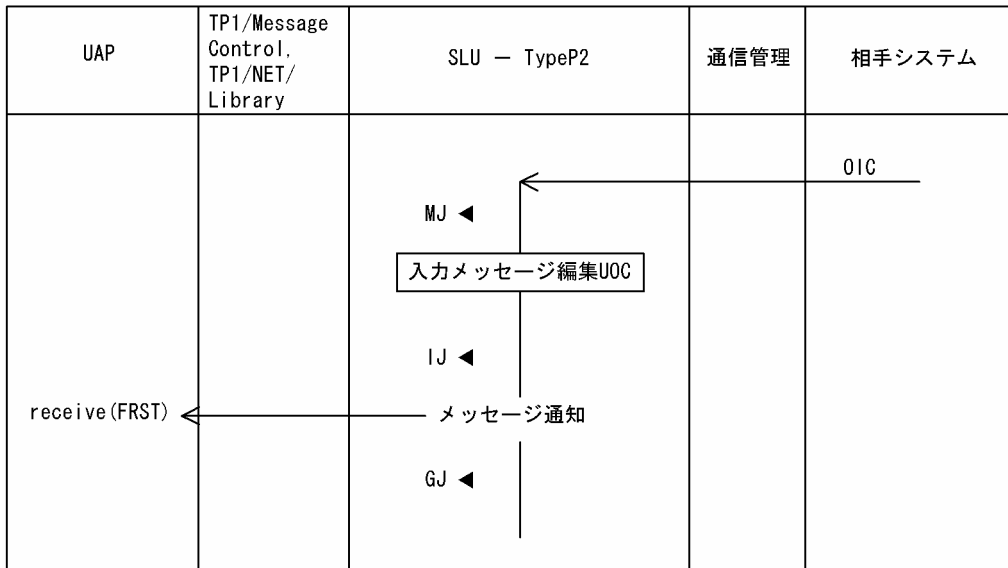 UAP
TP1/Message
Control,
TP1/NET/
Library
SLU － TypeP2
通信管理
相手システム
OIC
MJ ◀
入力メッセージ編集UOC
IJ ◀
receive(FRST)
メッセージ通知
GJ ◀